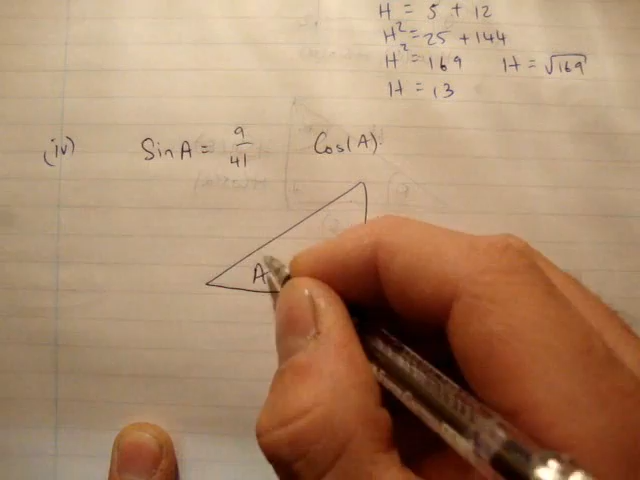 H = 5 + 12
H² = 25 + 144
H² = 169 H = √169
H = 13
(iv) Sin A = 9/41 Cos(A)
A